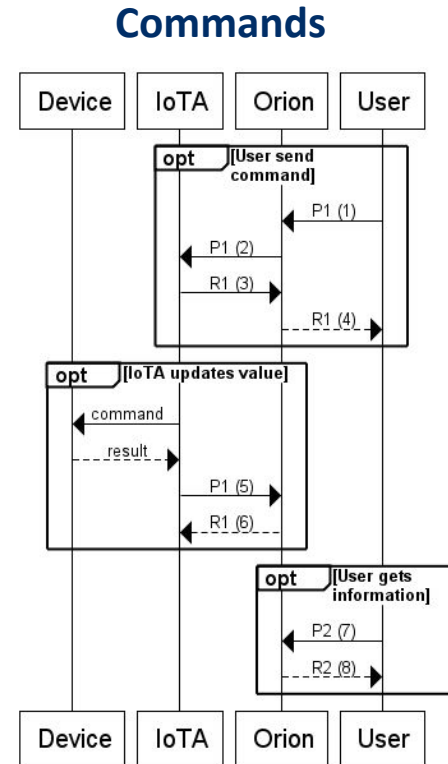 Commands
Device IoTA Orion User
opt [User send
command]
P1 (1)
P1 (2)
R1 (3)
R1 (4)
opt [IoTA updates value]
command
result
P1 (5)
R1 (6)
opt [User gets
information]
P2 (7)
R2 (8)
Device IoTA Orion User